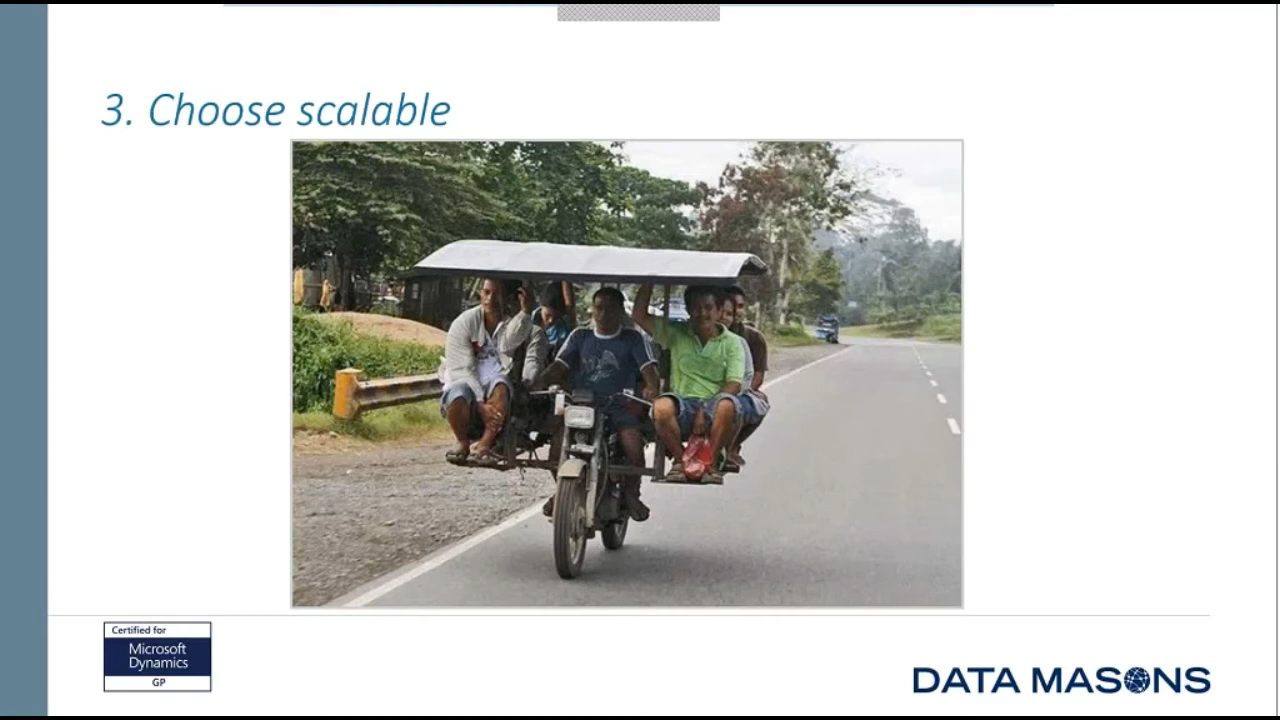 3. Choose scalable
Certified for
Microsoft
Dynamics
GP
DATA MASONS